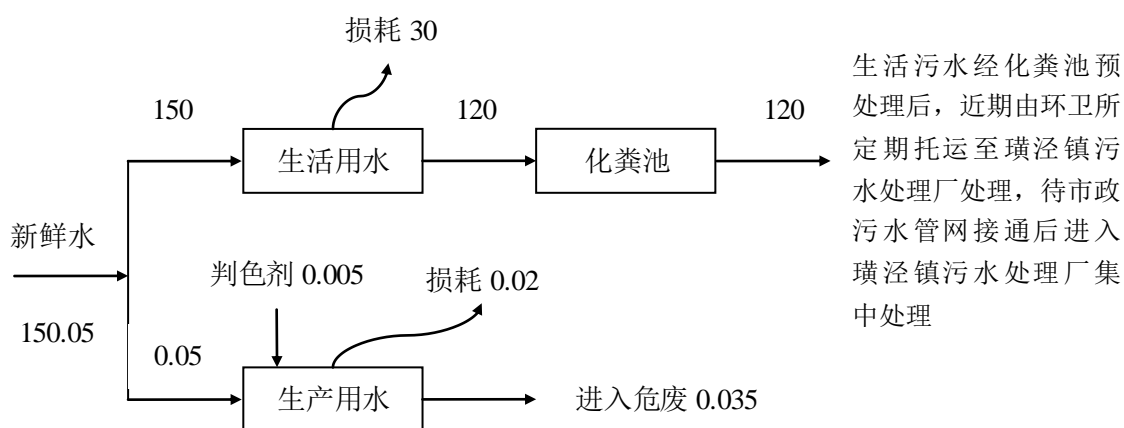 损耗 30
150
120
120
生活用水
化粪池
生活污水经化粪池预
处理后，近期由环卫所
定期托运至璜泾镇污
水处理厂处理，待市政
污水管网接通后进入
璜泾镇污水处理厂集
中处理
新鲜水
150.05
判色剂 0.005
损耗 0.02
0.05
生产用水
进入危废 0.035